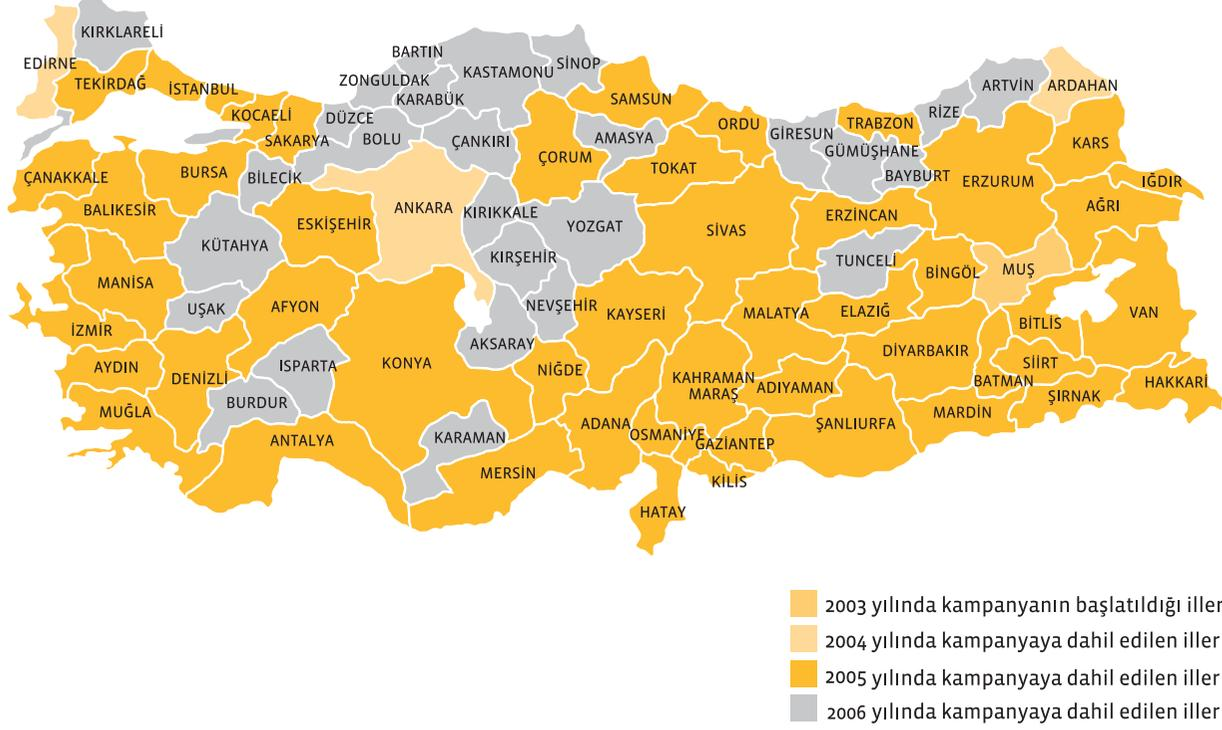 KIRKLARELİ
EDİRNE
TEKİRDAĞ
İSTANBUL
KOCAELİ
SAKARYA
DÜZCE
BOLU
ZONGULDAK
BARTIN
KARABÜK
KASTAMONU
SİNOP
ÇANKIRI
ÇORUM
SAMSUN
AMASYA
TOKAT
ORDU
GİRESUN
TRABZON
GÜMÜŞHANE
BAYBURT
RİZE
ARTVİN
ARDAHAN
KARS
IĞDIR
AĞRI
ERZURUM
ERZİNCAN
ÇANAKKALE
BALIKESİR
BURSA
BİLECİK
KÜTAHYA
ESKİŞEHİR
ANKARA
KIRIKKALE
KIRŞEHİR
YOZGAT
SİVAS
TUNCELİ
BİNGÖL
MUŞ
MANİSA
UŞAK
AFYON
İZMİR
AYDIN
DENİZLİ
MUĞLA
BURDUR
ISPARTA
ANTALYA
KONYA
AKSARAY
NEVŞEHİR
KAYSERİ
NİĞDE
MALATYA
ELAZIĞ
DİYARBAKIR
BİTLİS
VAN
SİİRT
BATMAN
ŞIRNAK
HAKKARİ
MARDİN
ŞANLIURFA
ADIYAMAN
KAHRAMAN
MARAŞ
ADANA
OSMANİYE
GAZİANTEP
KİLİS
HATAY
KARAMAN
MERSİN
2003 yılında kampanyanın başlatıldığı iller
2004 yılında kampanyaya dahil edilen iller
2005 yılında kampanyaya dahil edilen iller
2006 yılında kampanyaya dahil edilen iller